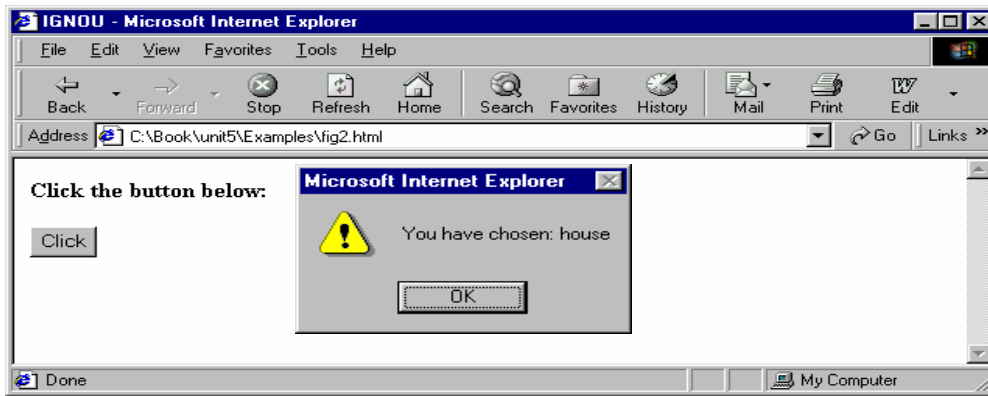 IGNOU - Microsoft Internet Explorer
File Edit View Favorites Tools Help
Back Forward Stop Refresh Home Search Favorites History Mail Print Edit
Address C:\Book\unit5\Examples\fig2.html Go Links »
Click the button below:
Click
Microsoft Internet Explorer
You have chosen: house
OK
Done My Computer